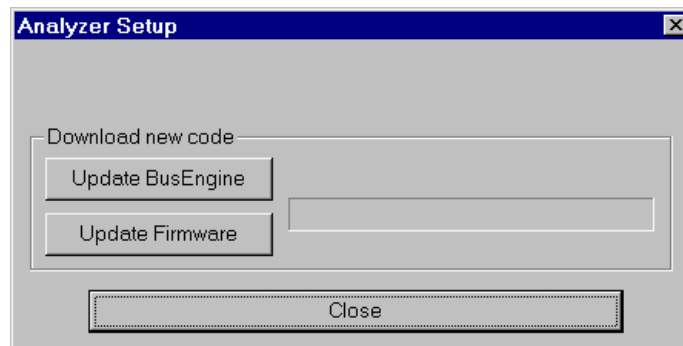 Analyzer Setup
Download new code
Update BusEngine
Update Firmware
Close